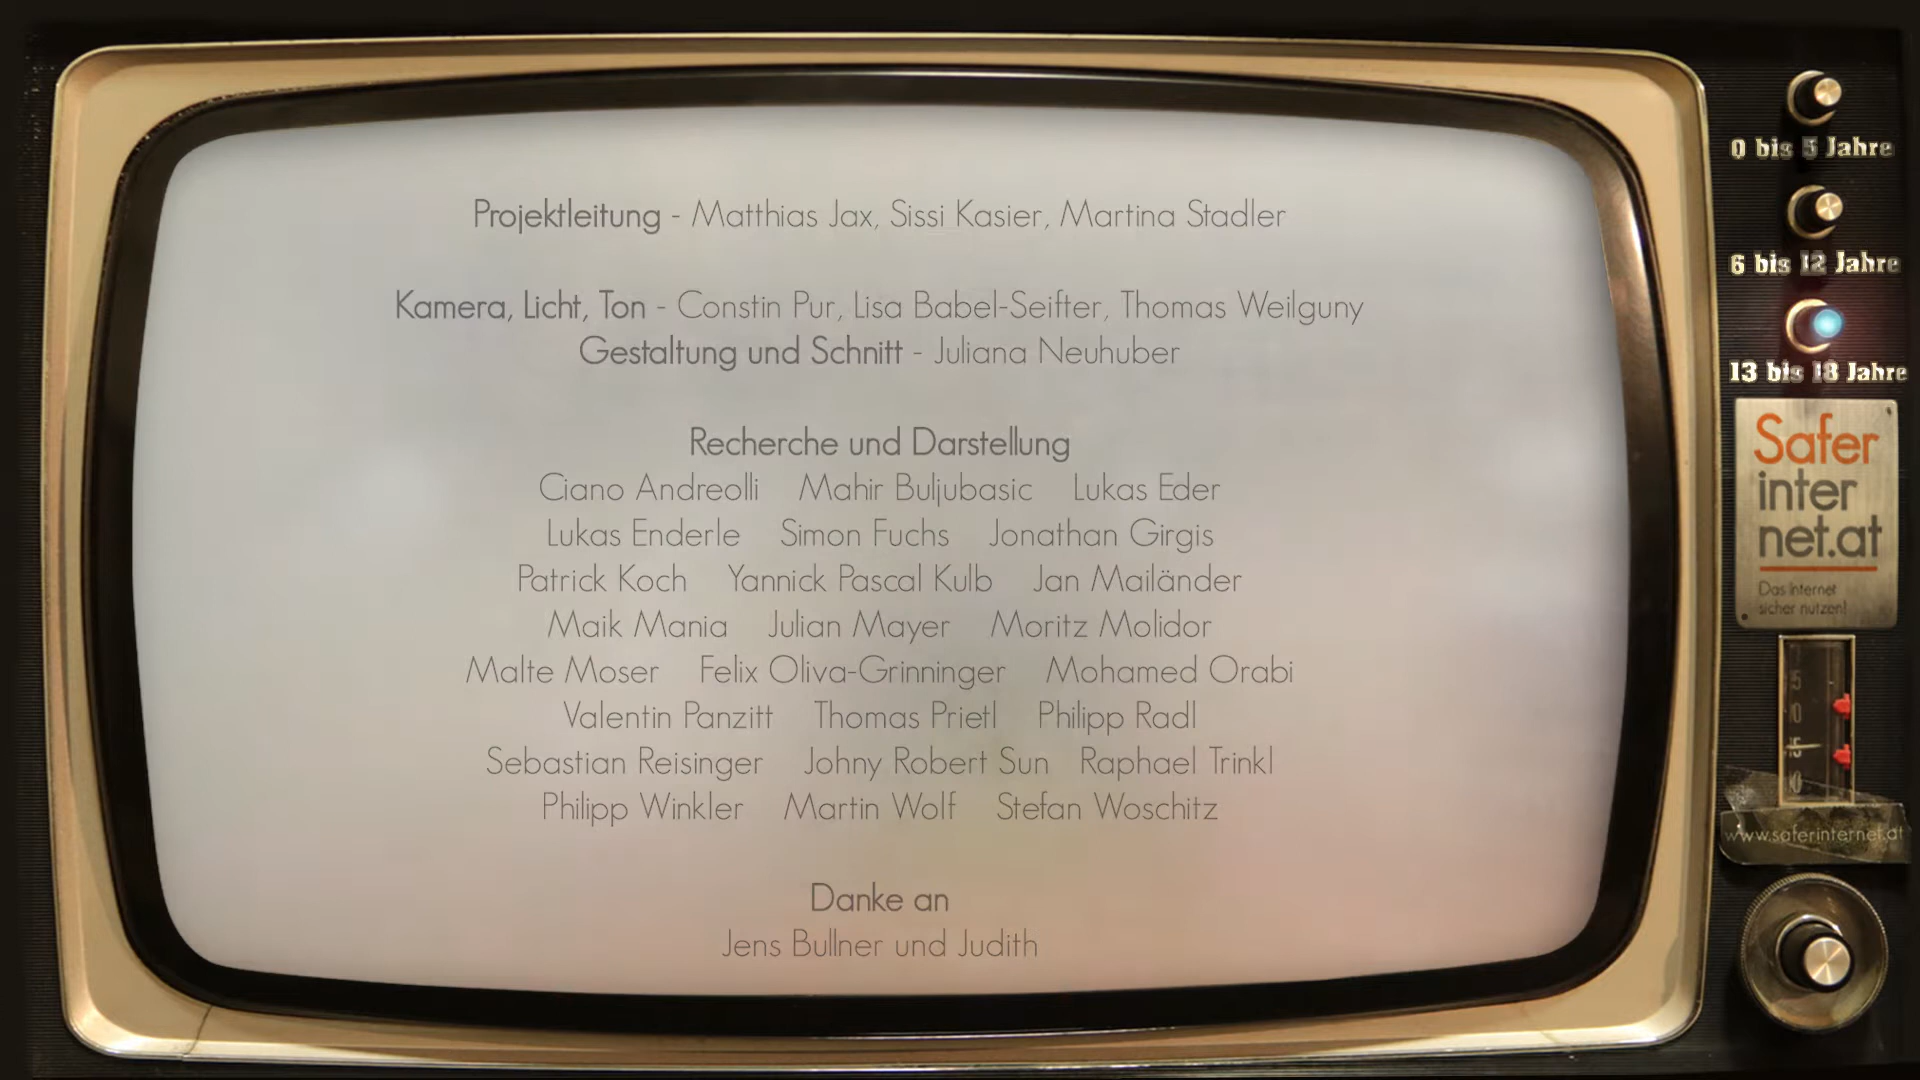 Projektleitung - Matthias Jax, Sissi Kasier, Martina Stadler
Kamera, Licht, Ton - Constin Pur, Lisa Babel-Seifter, Thomas Weilguny
Gestaltung und Schnitt - Juliana Neuhuber
Recherche und Darstellung
Ciano Andreolli Mahir Buljubasic Lukas Eder
Lukas Enderle Simon Fuchs Jonathan Girgis
Patrick Koch Yannick Pascal Kulb Jan Mailänder
Maik Mania Julian Mayer Moritz Molidor
Malte Moser Felix Oliva-Grinninger Mohamed Orabi
Valentin Panzitt Thomas Prietl Philipp Radl
Sebastian Reisinger Johny Robert Sun Raphael Trinkl
Philipp Winkler Martin Wolf Stefan Woschitz
Danke an
Jens Bullner und Judith
0 bis 5 Jahre
6 bis 12 Jahre
13 bis 18 Jahre
Safer
inter
net.at
Das Internet
sicher nutzen!
www.saferinternet.at